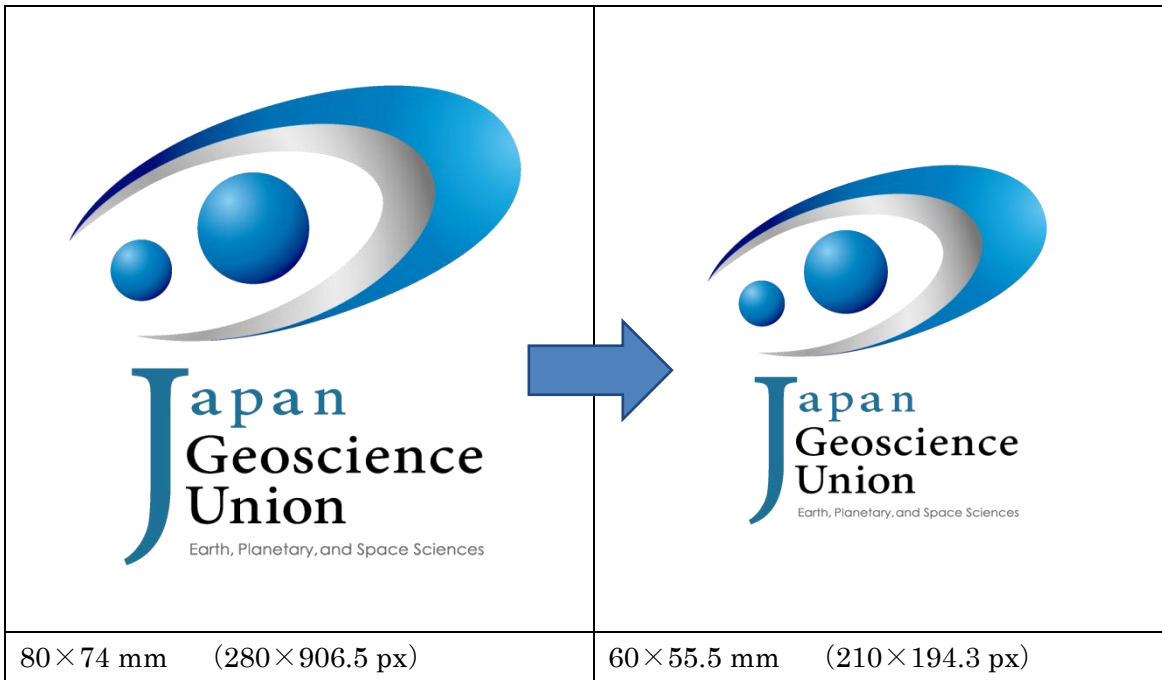 Japan
Geoscience
Union
Earth, Planetary, and Space Sciences
Japan
Geoscience
Union
Earth, Planetary, and Space Sciences
80×74 mm （280×906.5 px）
60×55.5 mm （210×194.3 px）